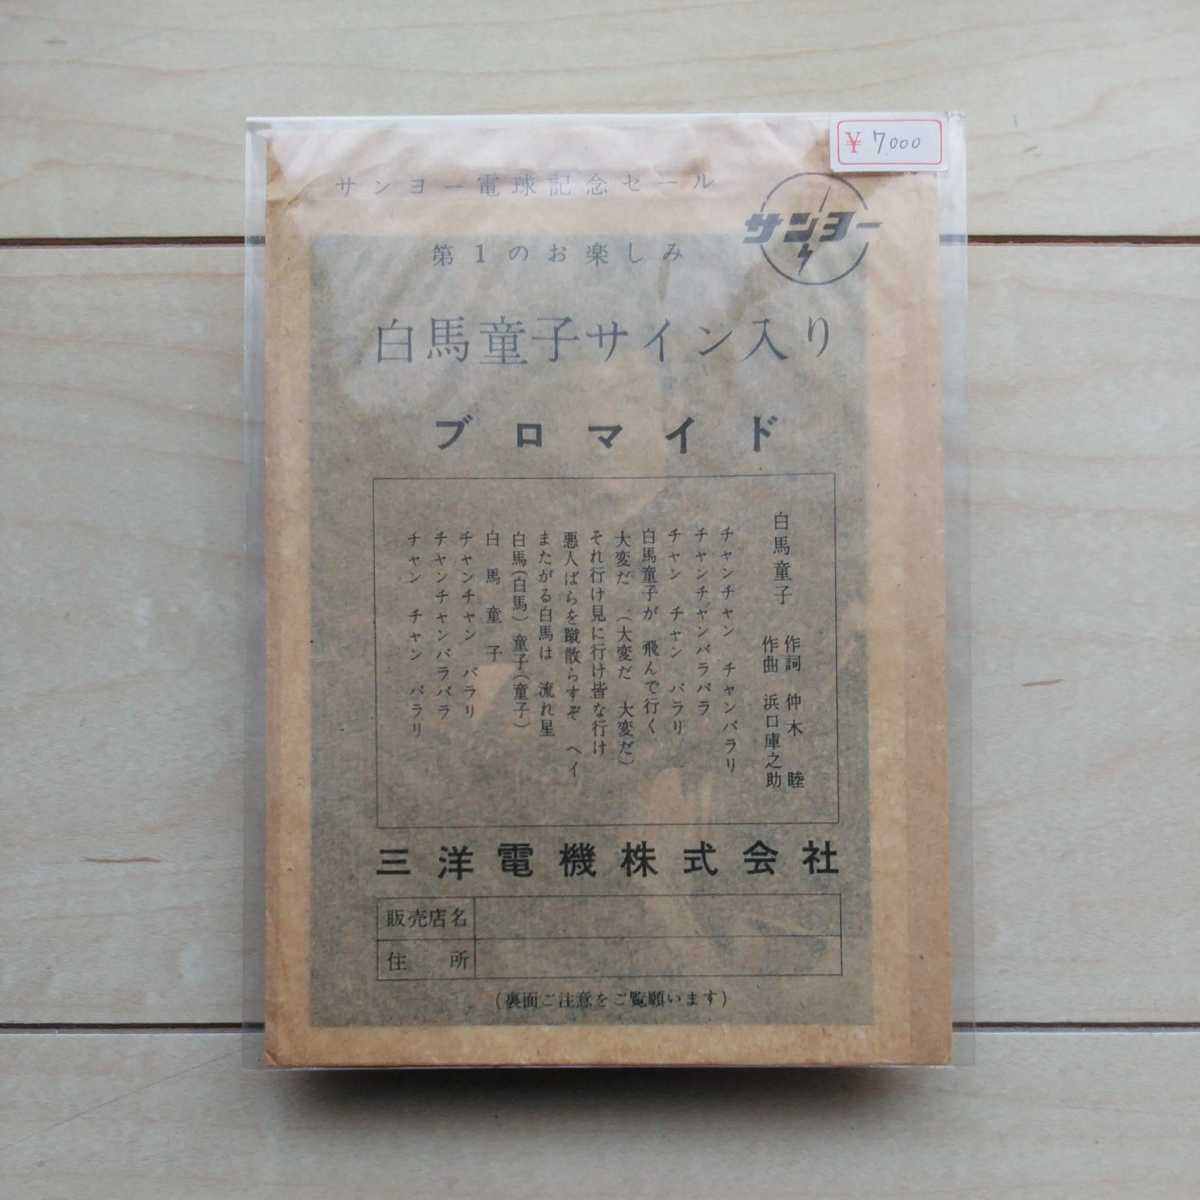 ¥7000
サンヨー電球記念セール
サンヨー
第1のお楽しみ
白馬童子サイン入り
ブロマイド
白馬童子
作詞 仲木睦
作曲 浜口庫之助
チャンチャン チャンバラリ
チャンチャンバラバラ
チャン チャン バラリ
白馬童子が 飛んで行く
大変だ (大変だ 大変だ)
それ行け見に行け皆な行け
悪人ばらを蹴散らすぞ ヘイ
またがる白馬は 流れ星
白馬(白馬)童子(童子)
白馬童子
チャンチャン バラリ
チャンチャンバラバラ
チャン チャン バラリ
三洋電機株式会社
販売店名
住所
(裏面ご注意をご覧願います)